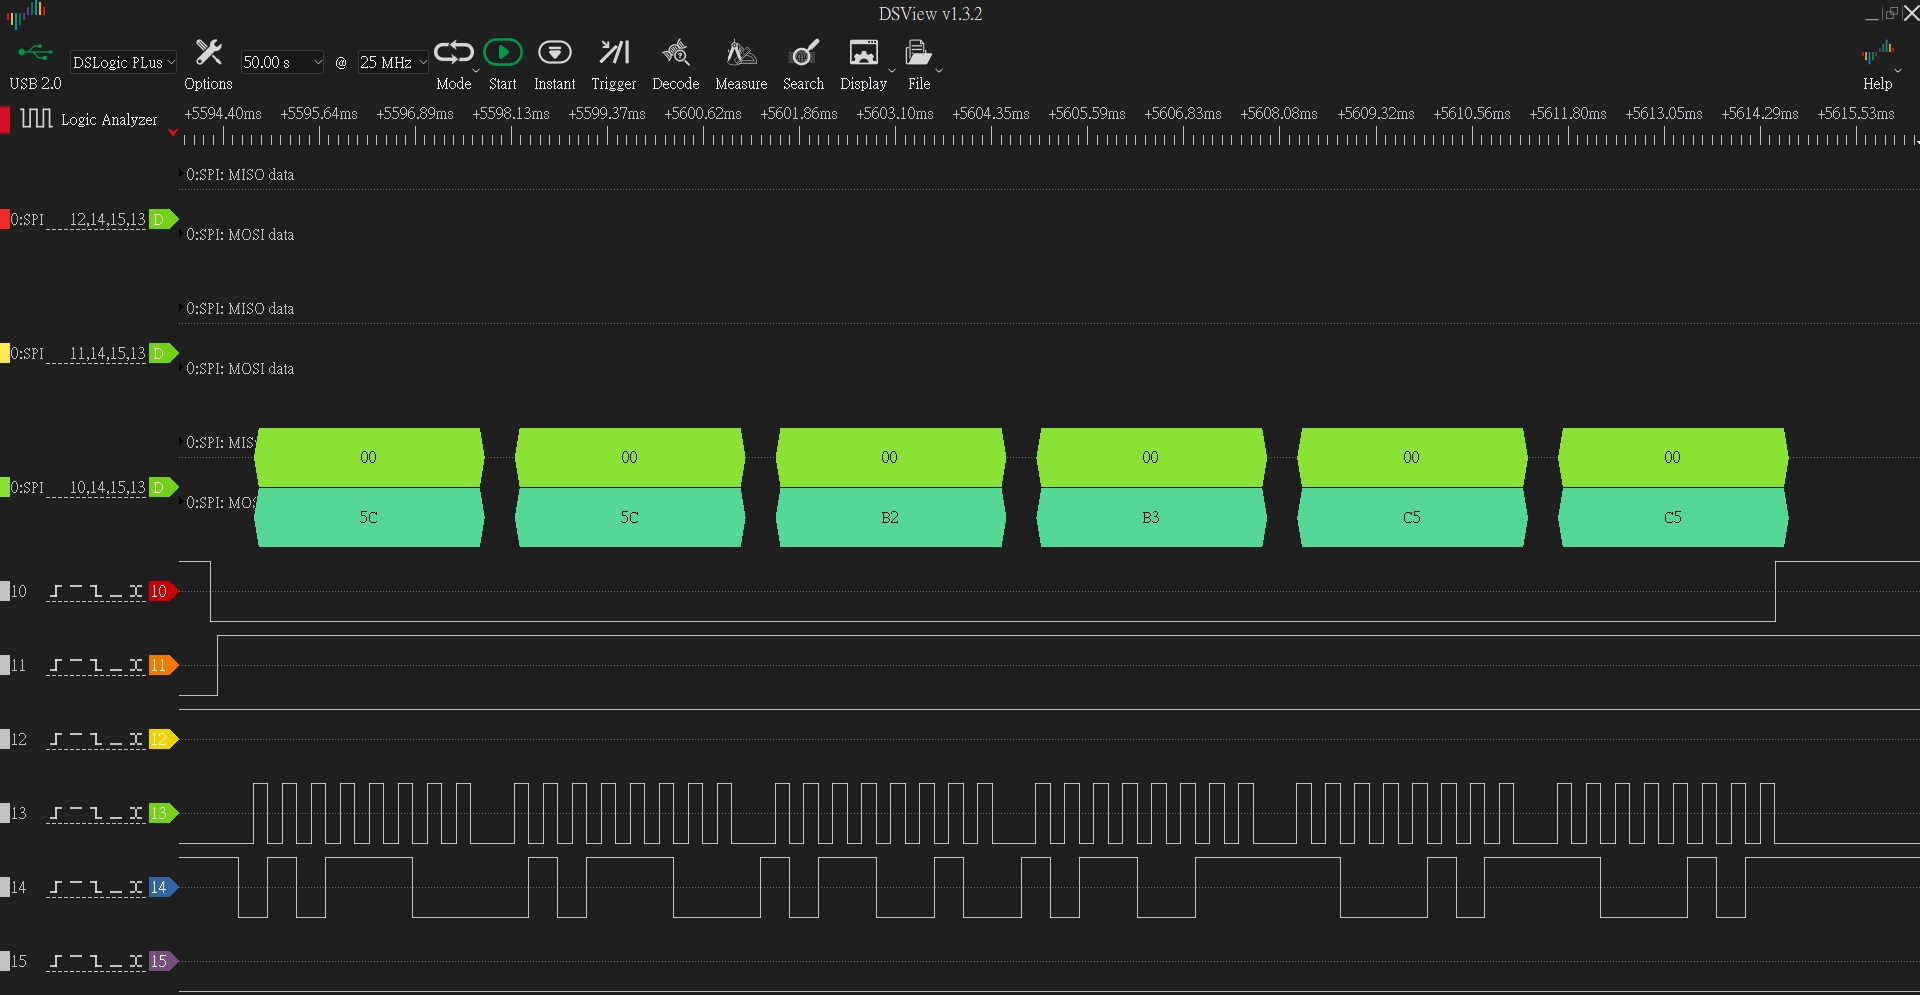 DSView v1.3.2
USB 2.0
DSLogic PLus
Options
50.00 s
@
25 MHz
Mode
Start
Instant
Trigger
Decode
Measure
Search
Display
File
Help
Logic Analyzer
+5594.40ms +5595.64ms +5596.89ms +5598.13ms +5599.37ms +5600.62ms +5601.86ms +5603.10ms +5604.35ms +5605.59ms +5606.83ms +5608.08ms +5609.32ms +5610.56ms +5611.80ms +5613.05ms +5614.29ms +5615.53ms
0:SPI: MISO data
0:SPI 12,14,15,13 D
0:SPI: MOSI data
0:SPI: MISO data
0:SPI 11,14,15,13 D
0:SPI: MOSI data
0:SPI: MIS 00 00 00 00 00 00
0:SPI 10,14,15,13 D
0:SPI: MOS 5C 5C B2 B3 C5 C5
10 10
11 11
12 12
13 13
14 14
15 15